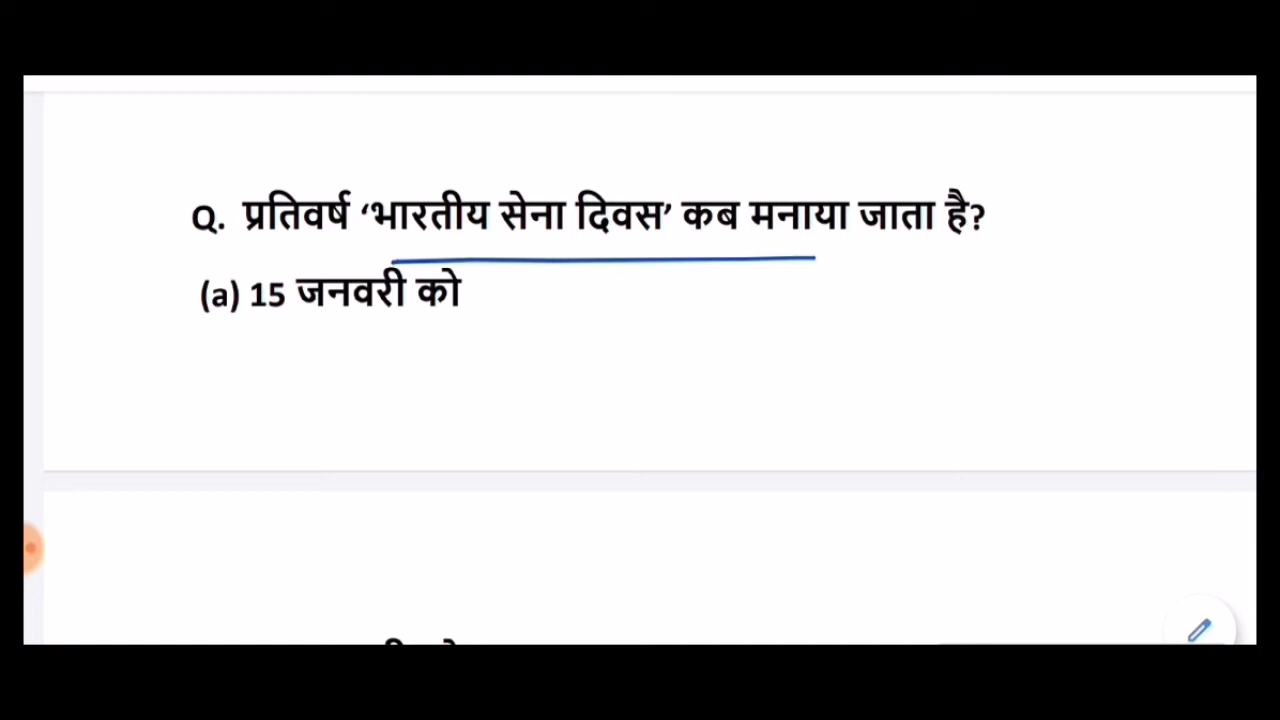 Q. प्रतिवर्ष ‘भारतीय सेना दिवस’ कब मनाया जाता है?
(a) 15 जनवरी को